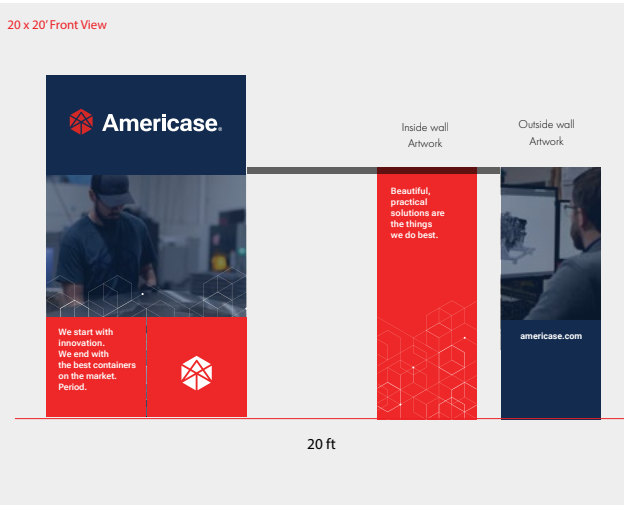 20 x 20' Front View
Americase®
Inside wall
Artwork
Outside wall
Artwork
Beautiful,
practical
solutions are
the things
we do best.
We start with
innovation.
We end with
the best containers
on the market.
Period.
americase.com
20 ft